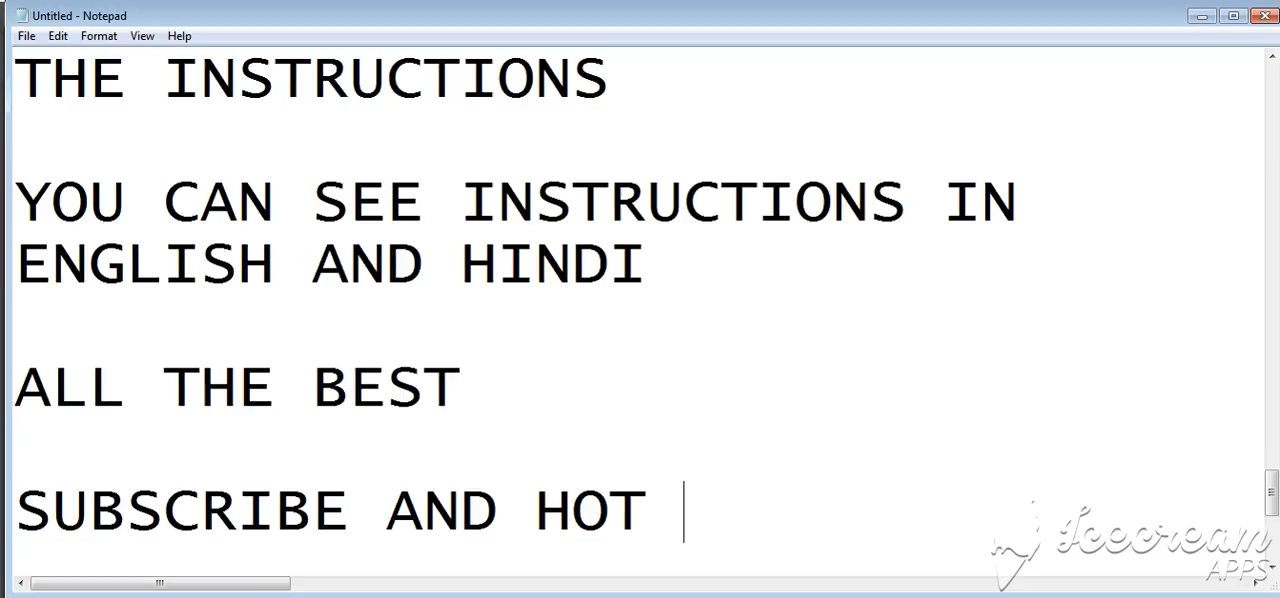 Untitled - Notepad
File Edit Format View Help
THE INSTRUCTIONS
YOU CAN SEE INSTRUCTIONS IN
ENGLISH AND HINDI
ALL THE BEST
SUBSCRIBE AND HOT
Icecream
APPS